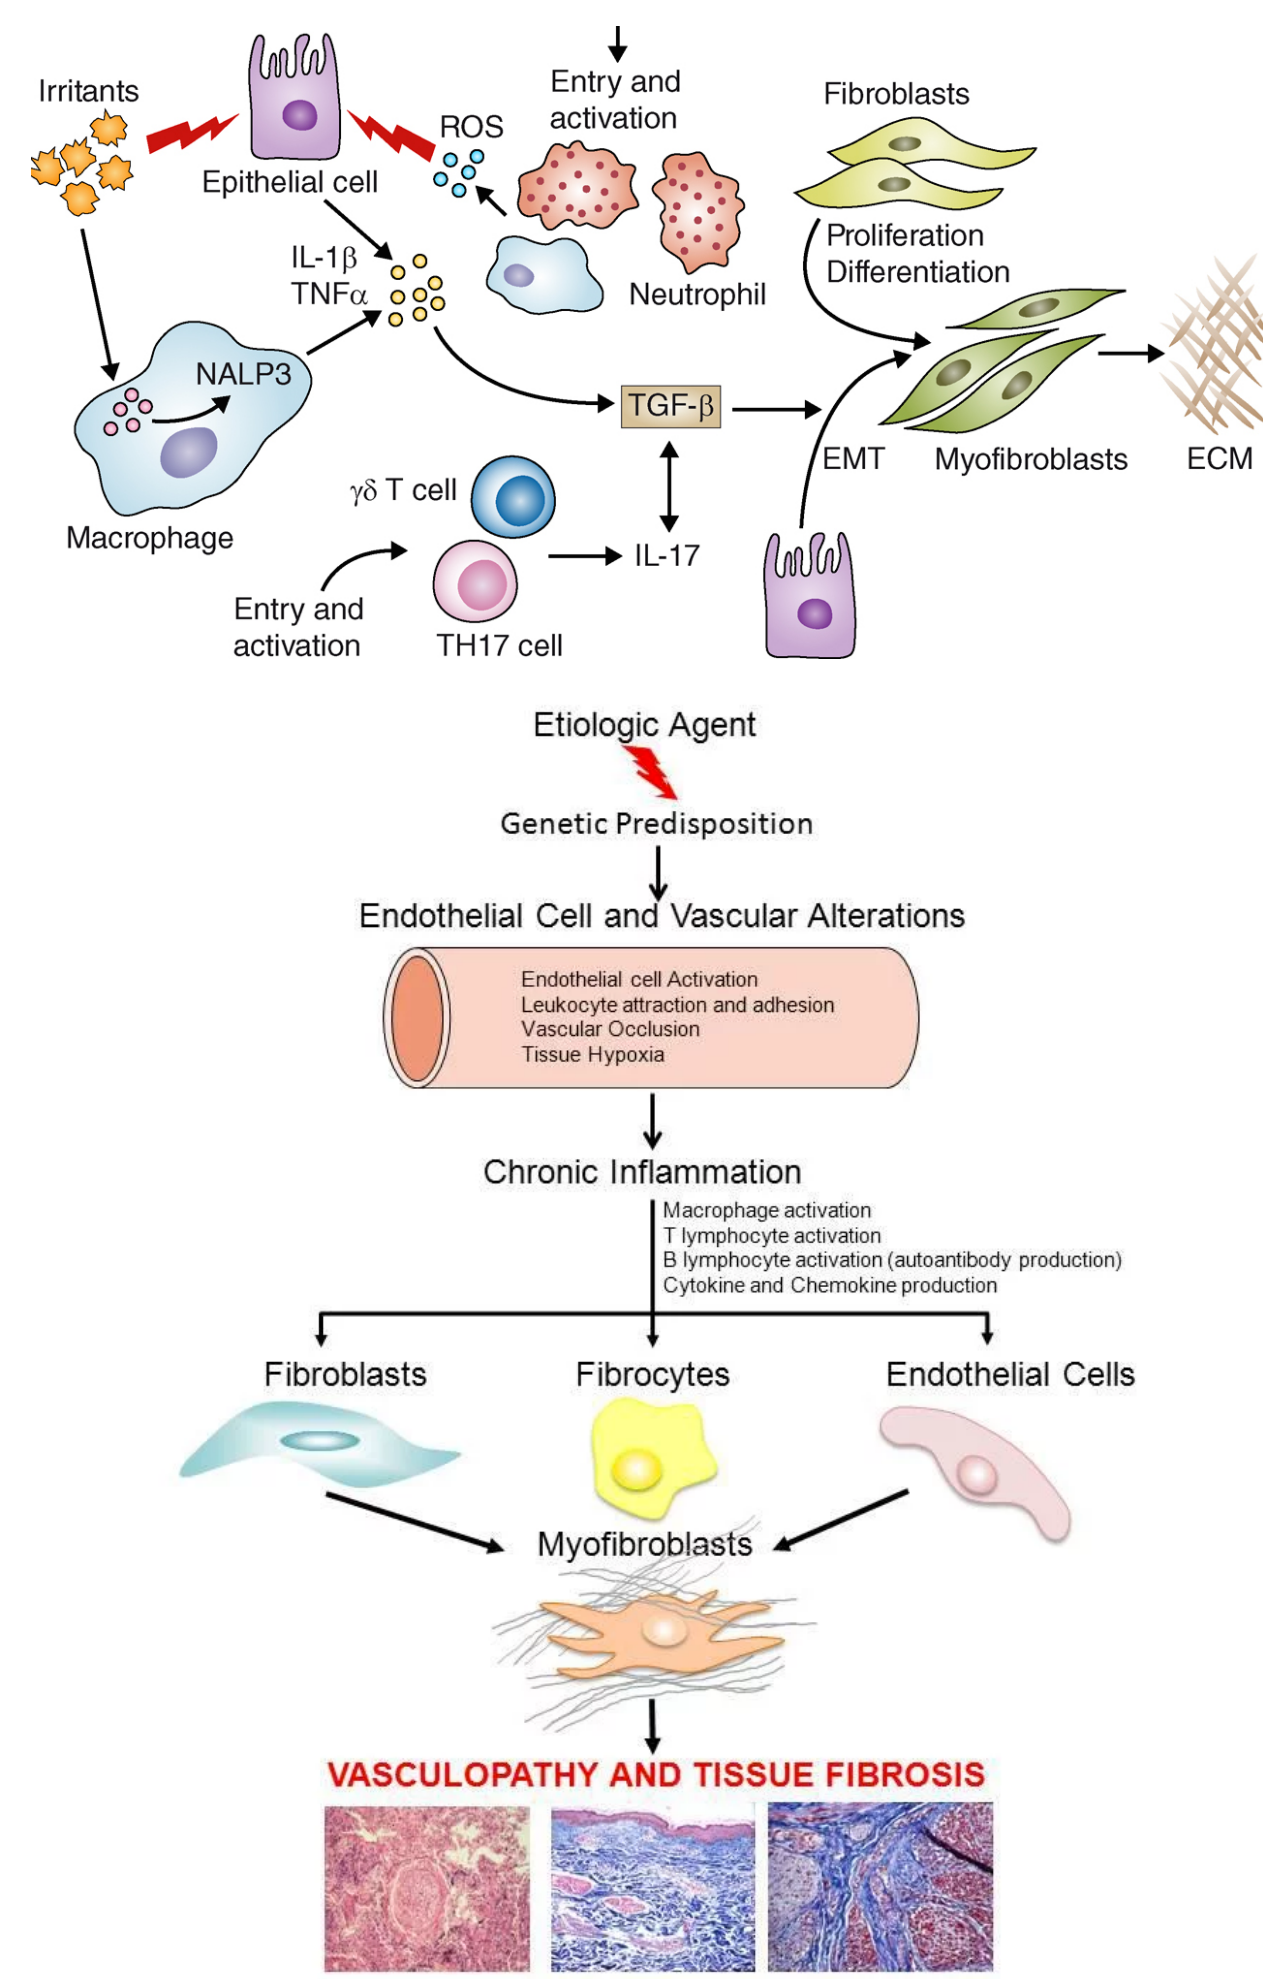 Irritants
Epithelial cell
ROS
Entry and
activation
Neutrophil
Fibroblasts
Proliferation
Differentiation
IL-1β
TNFα
NALP3
Macrophage
TGF-β
EMT
Myofibroblasts
ECM
γδ T cell
IL-17
Entry and
activation
TH17 cell
Etiologic Agent
Genetic Predisposition
Endothelial Cell and Vascular Alterations
Endothelial cell Activation
Leukocyte attraction and adhesion
Vascular Occlusion
Tissue Hypoxia
Chronic Inflammation
Macrophage activation
T lymphocyte activation
B lymphocyte activation (autoantibody production)
Cytokine and Chemokine production
Fibroblasts
Fibrocytes
Endothelial Cells
Myofibroblasts
VASCULOPATHY AND TISSUE FIBROSIS